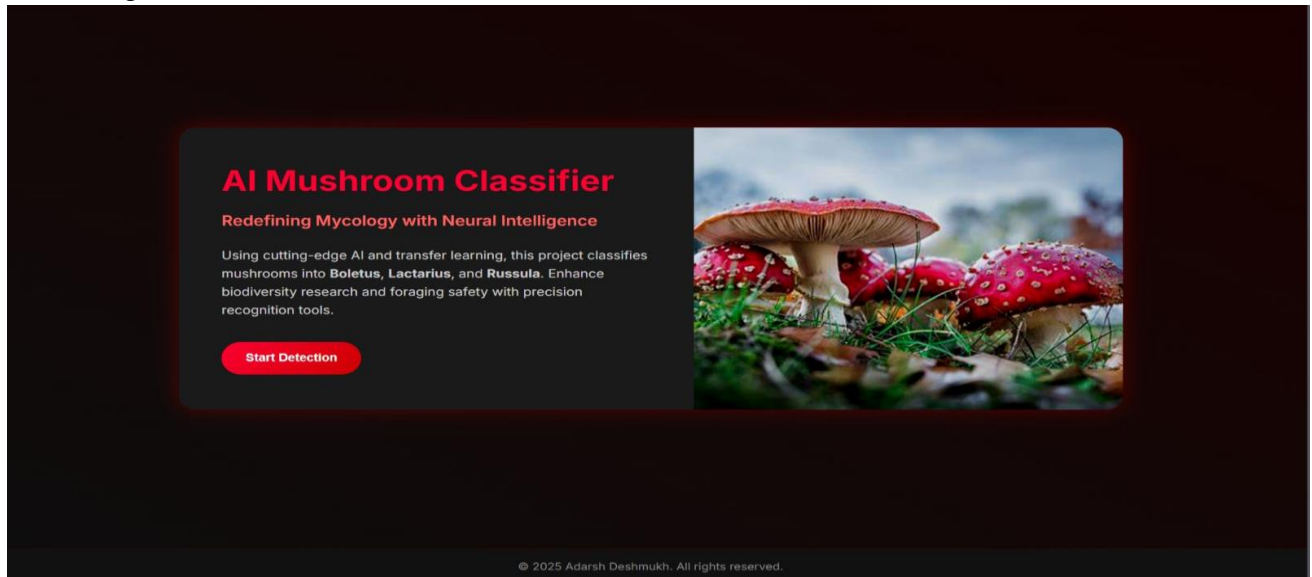 AI Mushroom Classifier
Redefining Mycology with Neural Intelligence
Using cutting-edge AI and transfer learning, this project classifies
mushrooms into Boletus, Lactarius, and Russula. Enhance
biodiversity research and foraging safety with precision
recognition tools.
Start Detection
© 2025 Adarsh Deshmukh. All rights reserved.